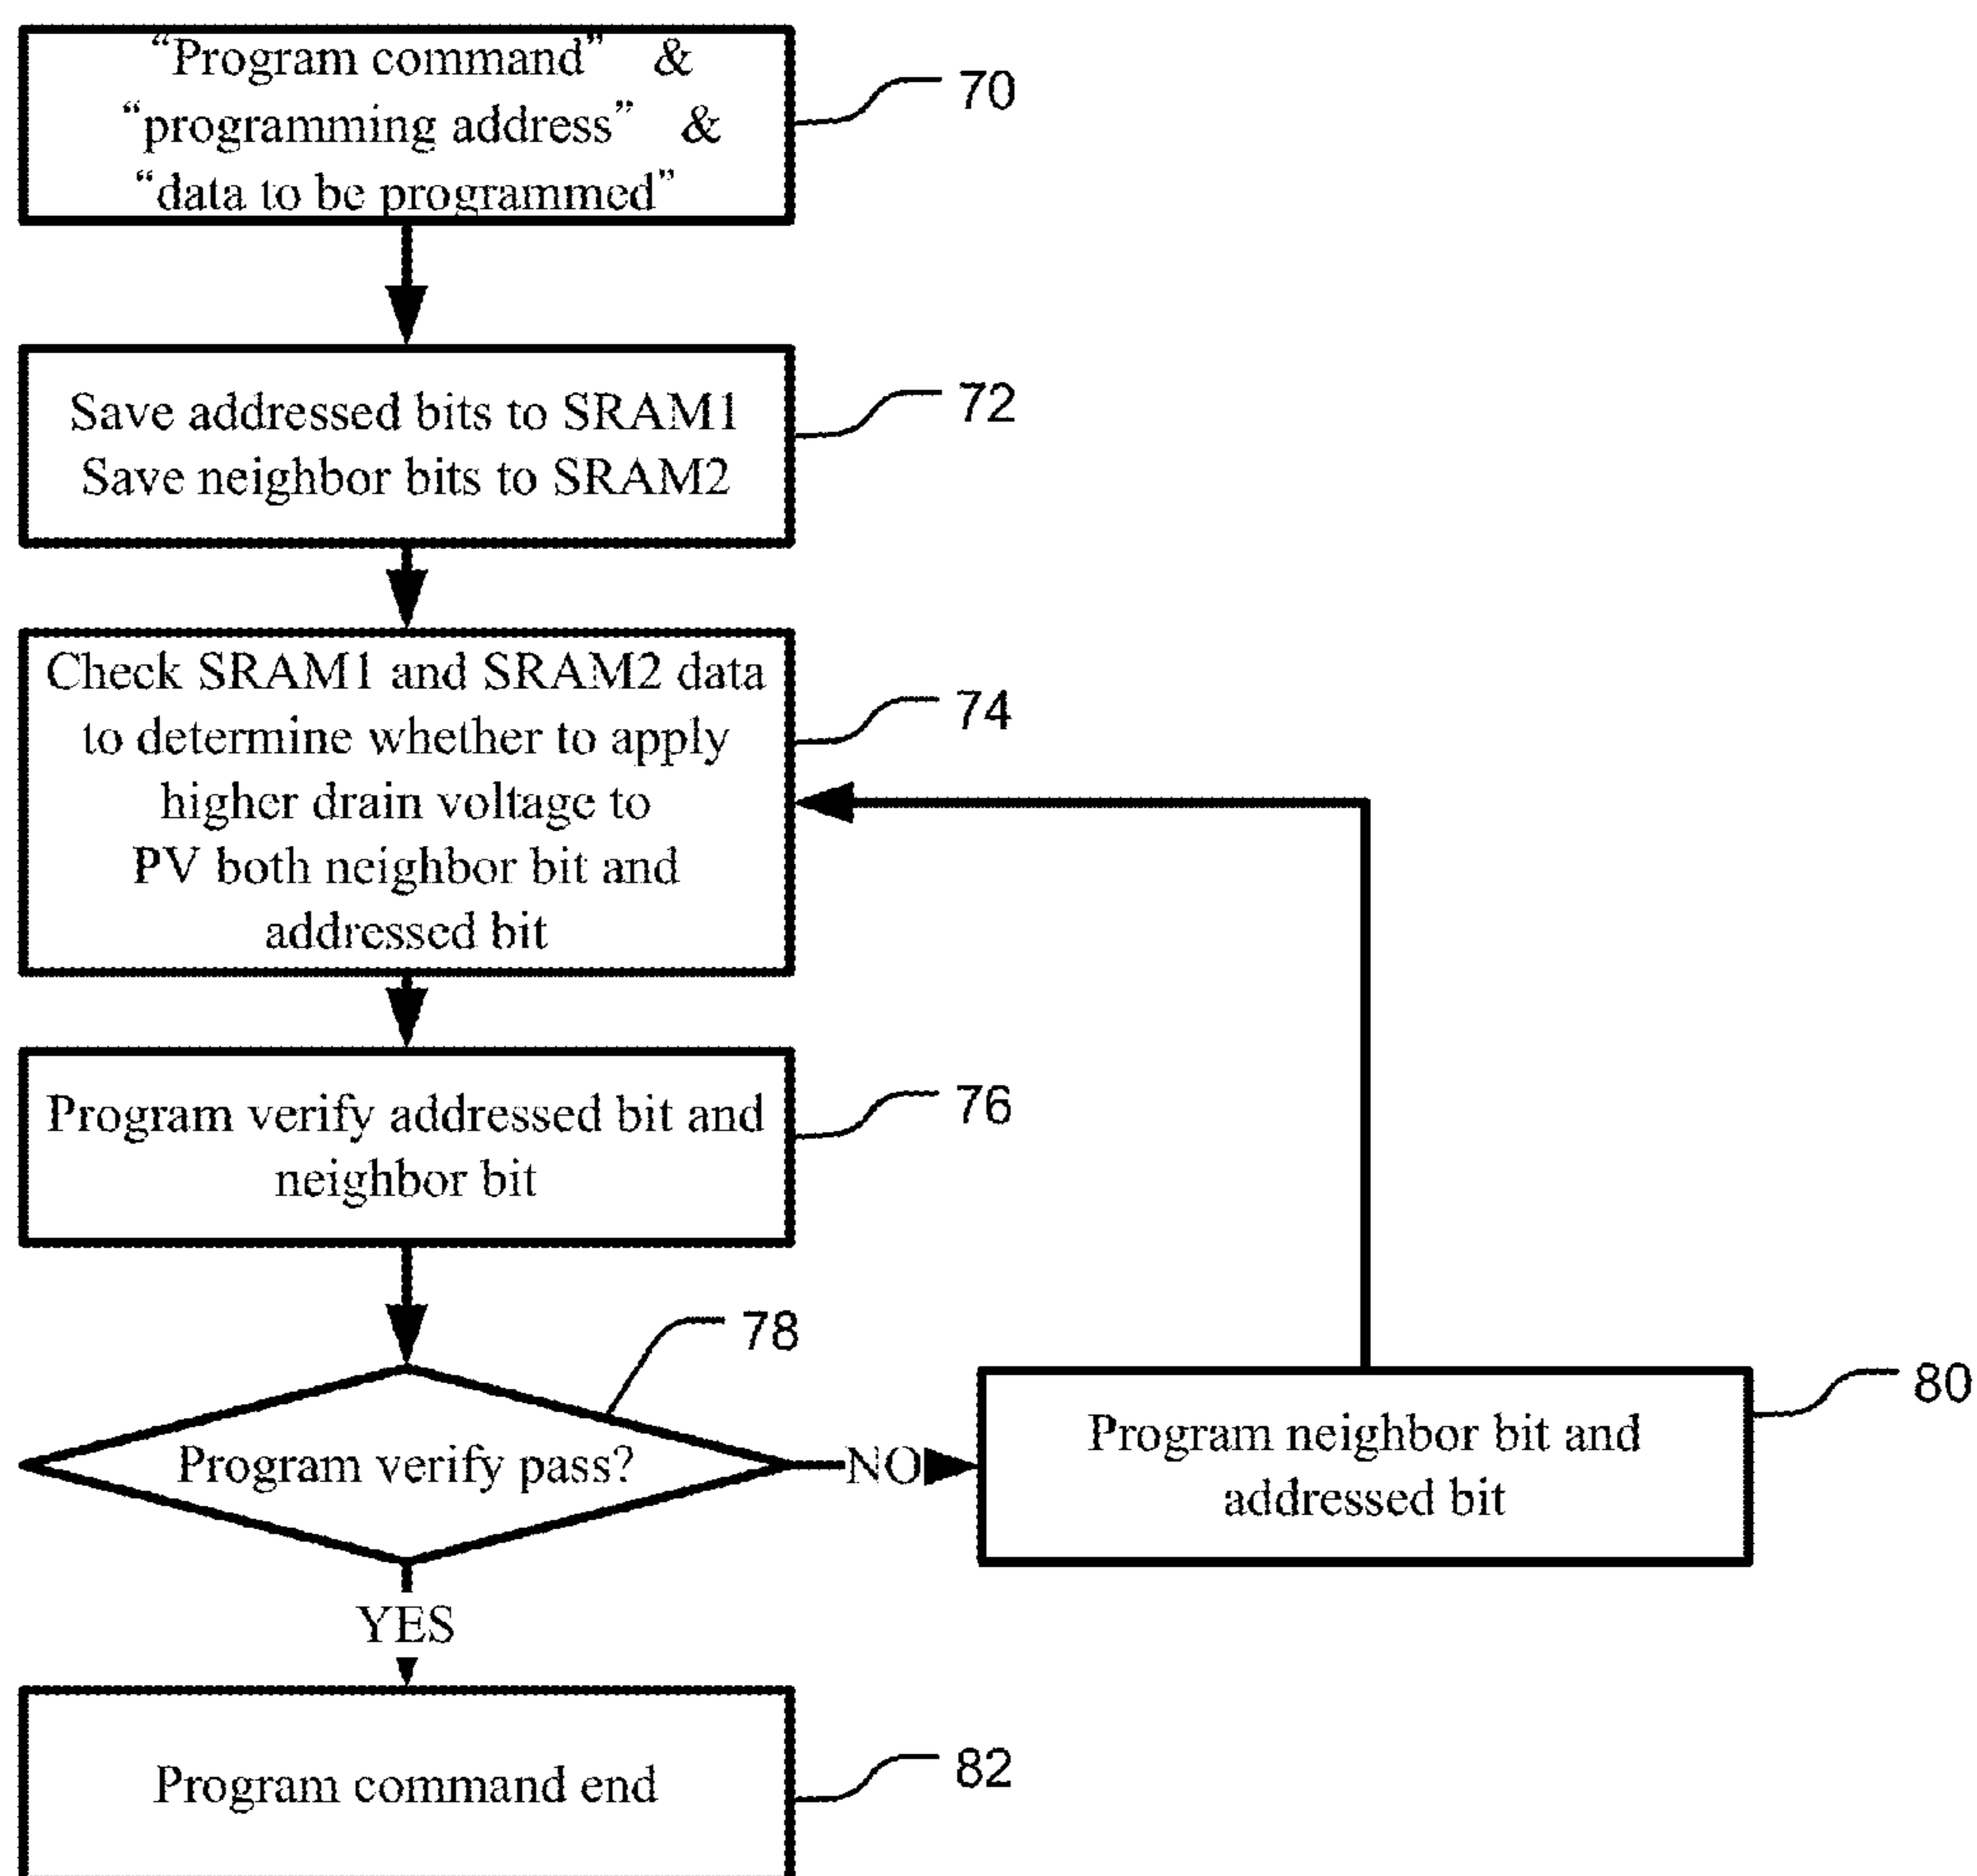 “Program command” &
“programming address” &
“data to be programmed”
70
Save addressed bits to SRAM1
Save neighbor bits to SRAM2
72
Check SRAM1 and SRAM2 data
to determine whether to apply
higher drain voltage to
PV both neighbor bit and
addressed bit
74
Program verify addressed bit and
neighbor bit
76
78
Program verify pass?
NO
Program neighbor bit and
addressed bit
80
YES
Program command end
82